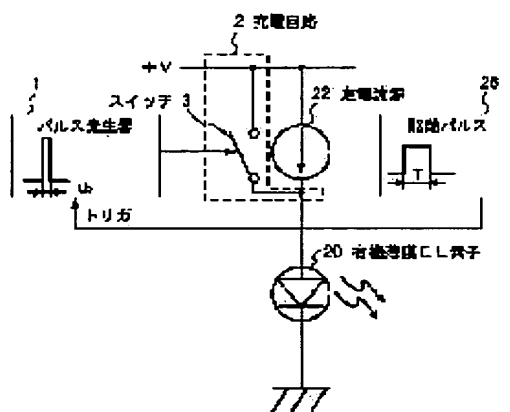 2 充電回路
+V
1
スイッチ 3
22 定電流源
26
パルス発生器
駆動パルス
T
トリガ
20 有機薄膜EL素子